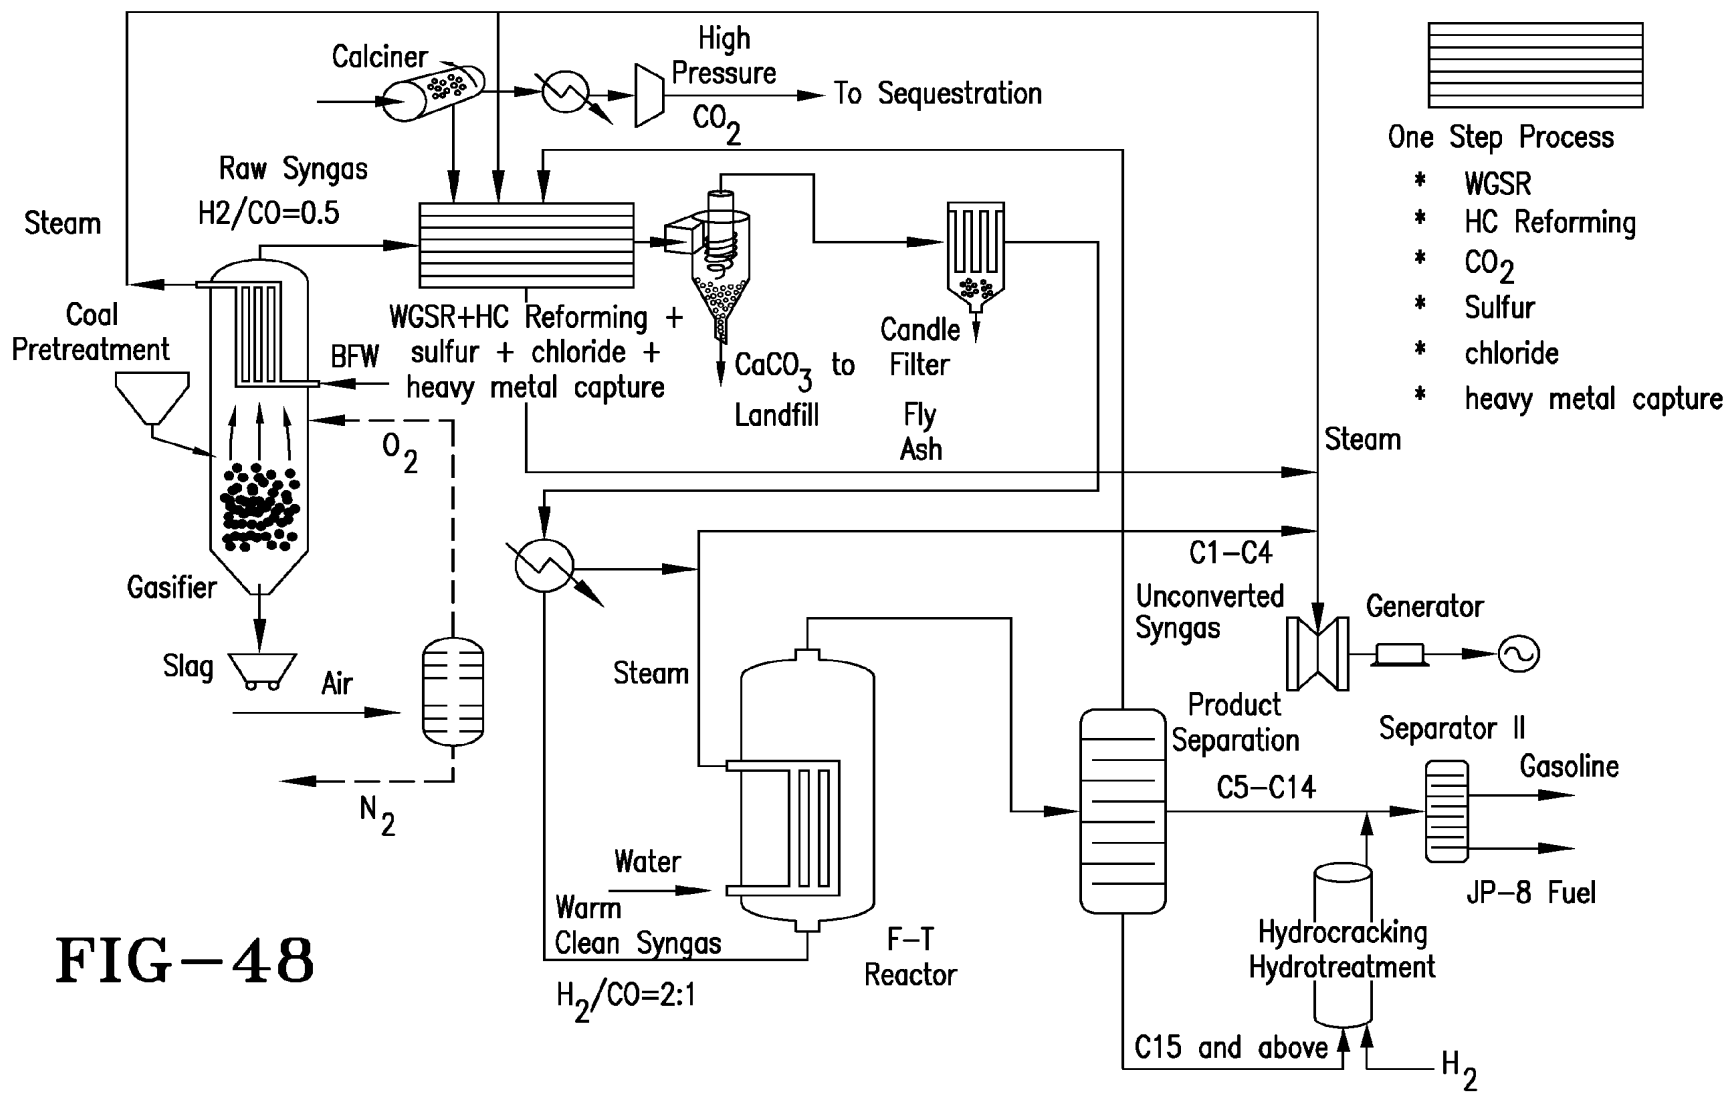 Calciner
High
Pressure
CO2
To Sequestration
One Step Process
* WGSR
* HC Reforming
* CO2
* Sulfur
* chloride
* heavy metal capture
Raw Syngas
H2/CO=0.5
Steam
Coal
Pretreatment
BFW
WGSR+HC Reforming +
sulfur + chloride +
heavy metal capture
CaCO3 to
Landfill
Candle
Filter
Fly
Ash
O2
Steam
Gasifier
Slag
Air
N2
C1-C4
Unconverted
Syngas
Generator
Steam
Product
Separation
C5-C14
Separator II
Gasoline
JP-8 Fuel
Water
Warm
Clean Syngas
H2/CO=2:1
F-T
Reactor
Hydrocracking
Hydrotreatment
C15 and above
H2
FIG-48